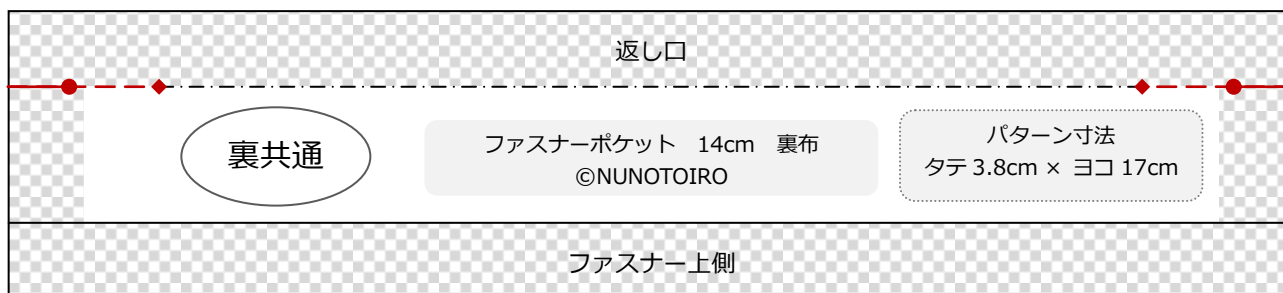 返し口
裏共通
ファスナーポケット　14cm　裏布
©NUNOTOIRO
パターン寸法
タテ 3.8cm × ヨコ 17cm
ファスナー上側